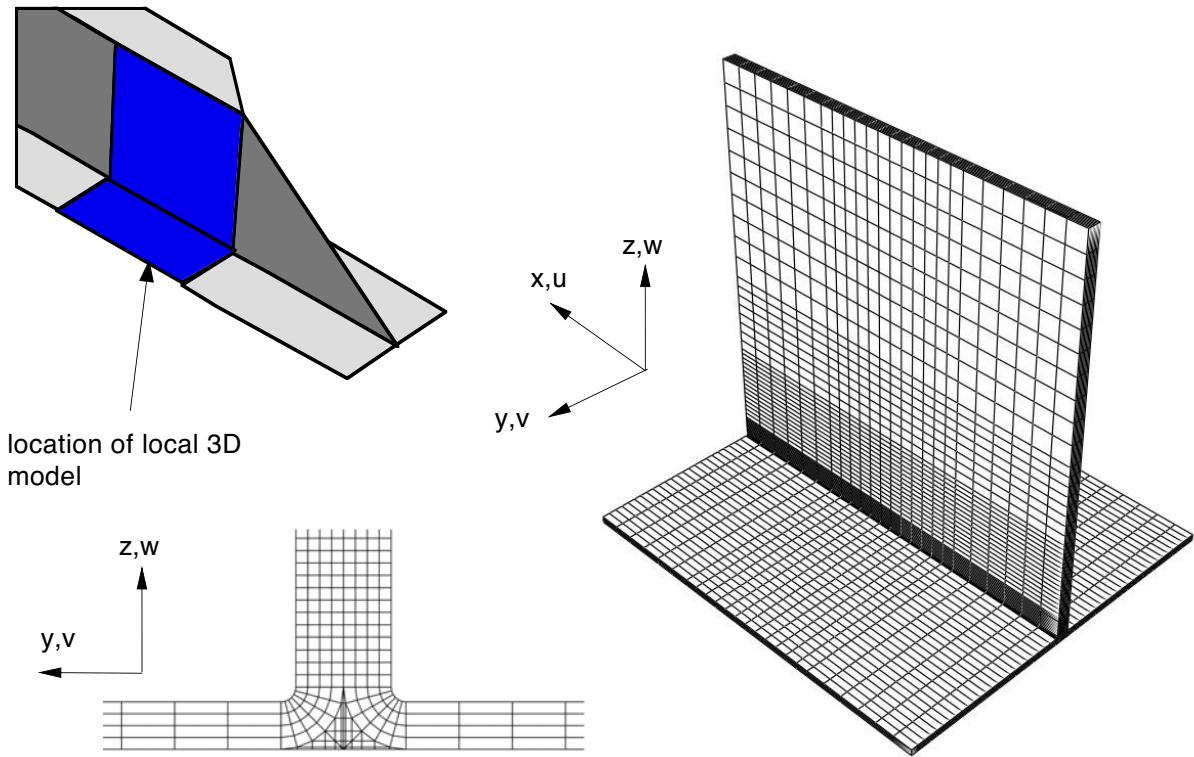 z,w
x,u
y,v
location of local 3D
model
z,w
y,v